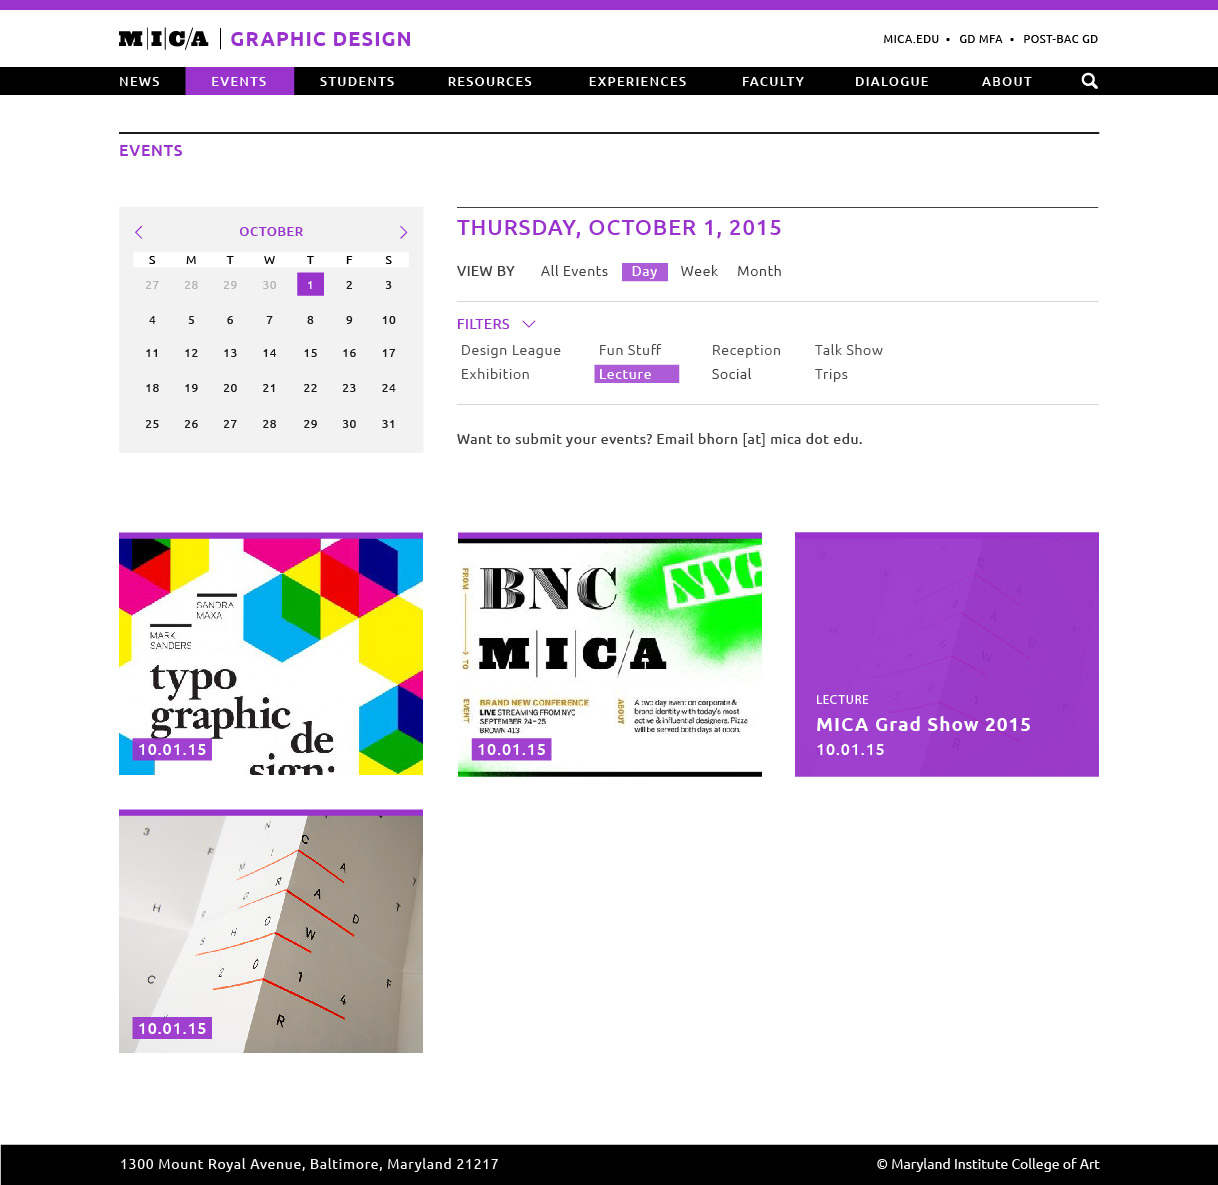 MICA | GRAPHIC DESIGN
MICA.EDU • GD MFA • POST-BAC GD
NEWS EVENTS STUDENTS RESOURCES EXPERIENCES FACULTY DIALOGUE ABOUT
EVENTS
OCTOBER
S M T W T F S
27 28 29 30 1 2 3
4 5 6 7 8 9 10
11 12 13 14 15 16 17
18 19 20 21 22 23 24
25 26 27 28 29 30 31
THURSDAY, OCTOBER 1, 2015
VIEW BY All Events Day Week Month
FILTERS
Design League Fun Stuff Reception Talk Show
Exhibition Lecture Social Trips
Want to submit your events? Email bhorn [at] mica dot edu.
SANDRA
MAXA
MARK
SANDERS
typo
graphic
de
sign:
10.01.15
FROM
TO
BNC
NYC
MICA
EVENT
BRAND NEW CONFERENCE
LIVE STREAMING FROM NYC
SEPTEMBER 24–25
BROWN 413
ABOUT
A two day event on corporate &
brand identity with today's most
active & influential designers. Pizza
will be served both days at noon.
10.01.15
LECTURE
MICA Grad Show 2015
10.01.15
3 N
F M I C A
H G R A D T
S H O W
C 2 0 1 4 F
R
10.01.15
1300 Mount Royal Avenue, Baltimore, Maryland 21217
© Maryland Institute College of Art